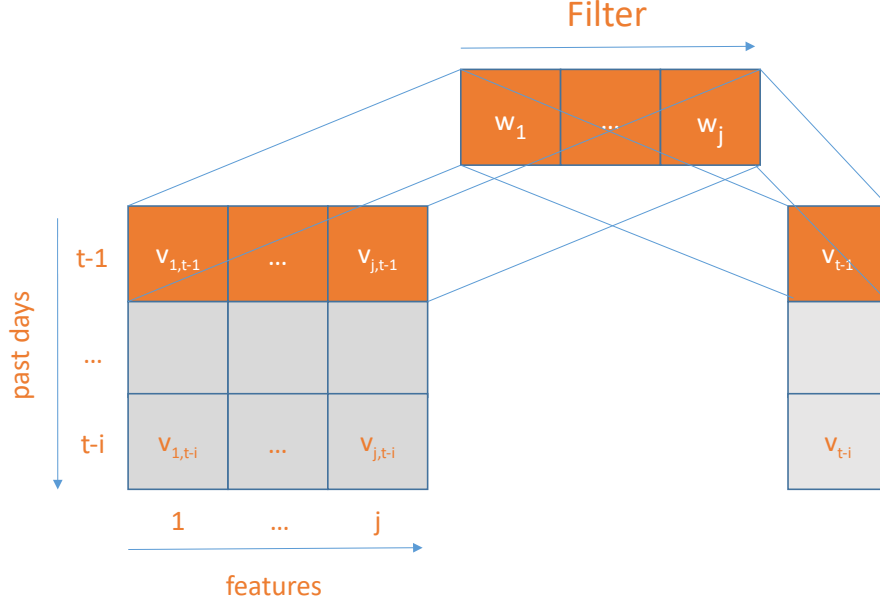 Filter
w1 ... wj
t-1 v1,t-1 ... vj,t-1 vt-1
past days
...
t-i v1,t-i ... vj,t-i vt-i
1 ... j
features